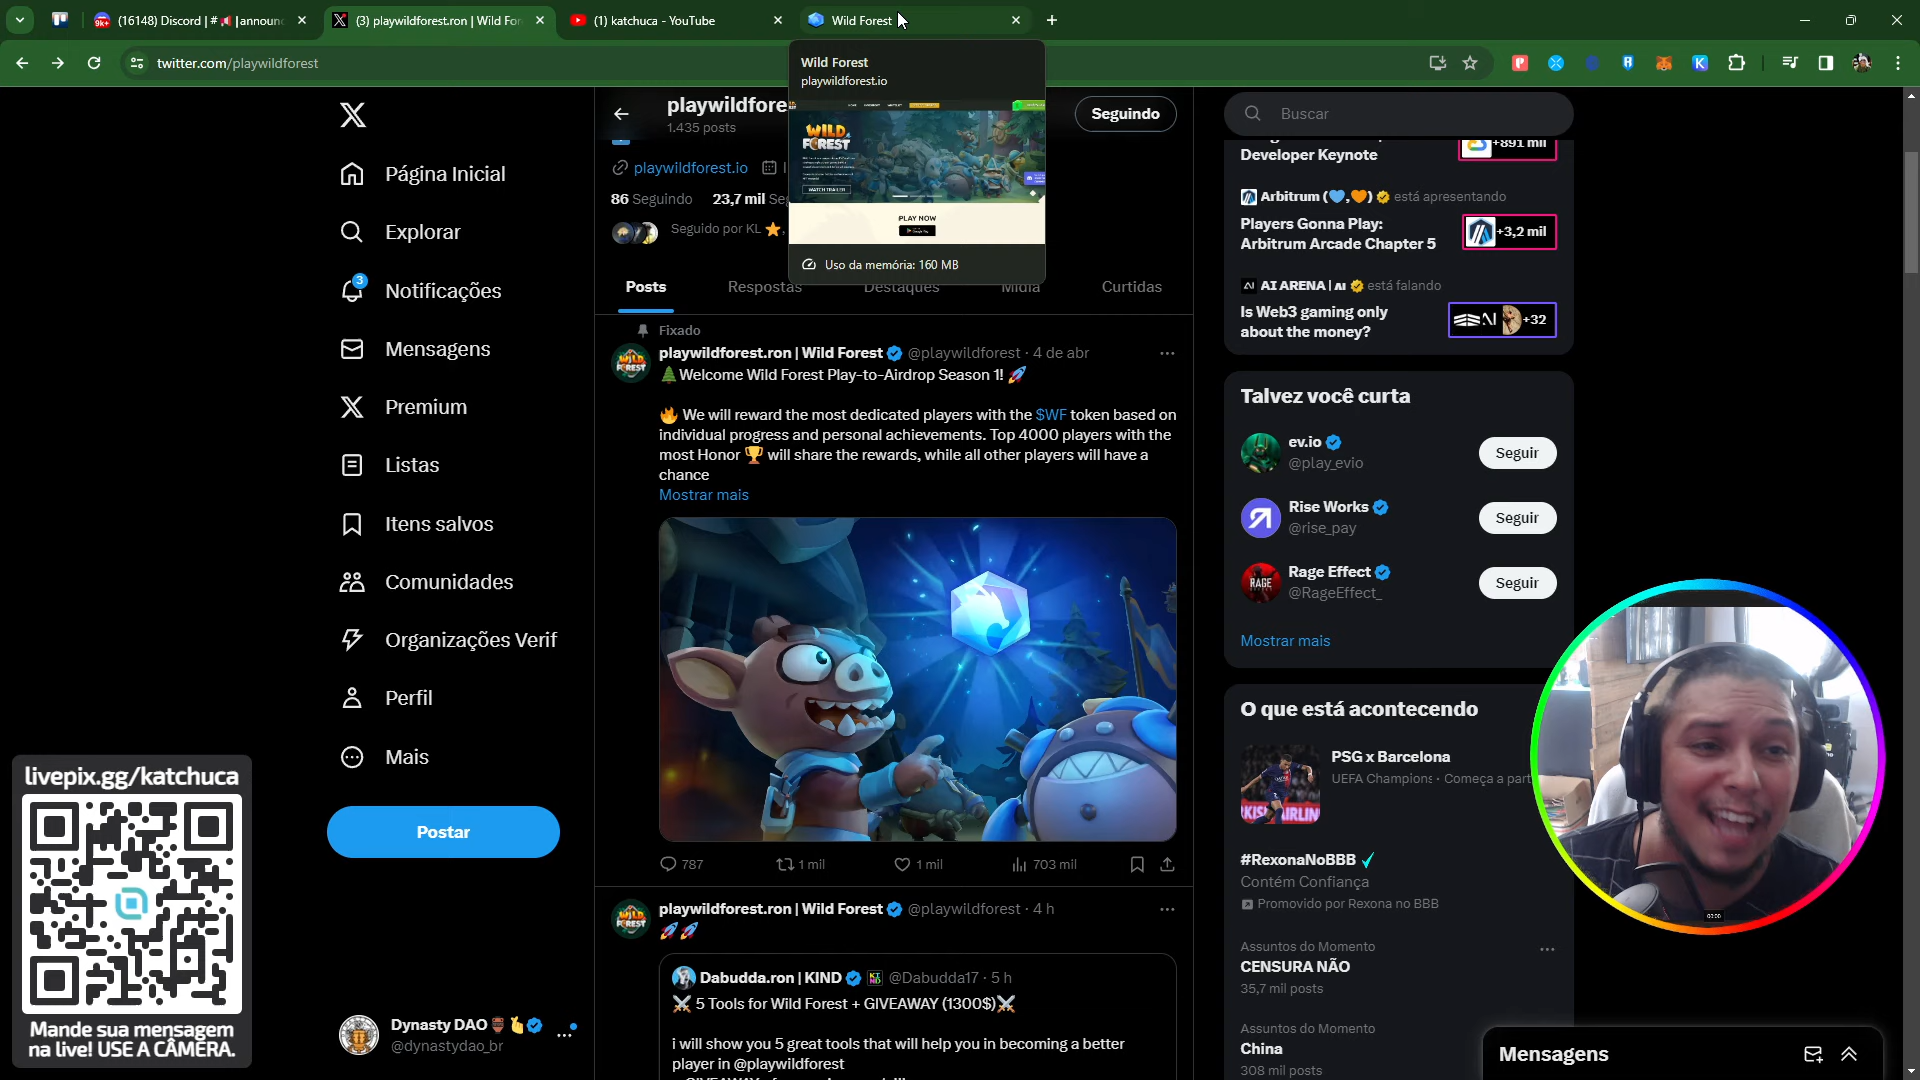 (16148) Discord | #
|announc
(3) playwildforest.ron | Wild For
(1) katchuca - YouTube
Wild Forest
twitter.com/playwildforest
Wild Forest
playwildforest.io
WILD
FOREST
WATCH TRAILER
PLAY NOW
Uso da memória: 160 MB
Página Inicial
Explorar
3
Notificações
Mensagens
Premium
Listas
Itens salvos
Comunidades
Organizações Verif
Perfil
Mais
Postar
Dynasty DAO
@dynastydao_br
livepix.gg/katchuca
Mande sua mensagem
na live! USE A CÂMERA.
playwildfore
1.435 posts
Seguindo
playwildforest.io
86 Seguindo 23,7 mil Seg
Seguido por KL ⭐,
Posts
Respostas
Destaques
Mídia
Curtidas
Fixado
playwildforest.ron | Wild Forest @playwildforest · 4 de abr
🌲Welcome Wild Forest Play-to-Airdrop Season 1! 🚀
🔥 We will reward the most dedicated players with the $WF token based on
individual progress and personal achievements. Top 4000 players with the
most Honor 🏆 will share the rewards, while all other players will have a
chance
Mostrar mais
787
1 mil
1 mil
703 mil
playwildforest.ron | Wild Forest @playwildforest · 4 h
🚀🚀
Dabudda.ron | KIND @Dabudda17 · 5 h
⚔️ 5 Tools for Wild Forest + GIVEAWAY (1300$)⚔️
i will show you 5 great tools that will help you in becoming a better
player in @playwildforest
Buscar
Developer Keynote
+891 mil
Arbitrum (💙,🧡) está apresentando
Players Gonna Play:
Arbitrum Arcade Chapter 5
+3,2 mil
AI ARENA | AI está falando
Is Web3 gaming only
about the money?
+32
Talvez você curta
ev.io
@play_evio
Seguir
Rise Works
@rise_pay
Seguir
RAGE
Rage Effect
@RageEffect_
Seguir
Mostrar mais
O que está acontecendo
PSG x Barcelona
UEFA Champions · Começa a part
#RexonaNoBBB
Contém Confiança
Promovido por Rexona no BBB
Assuntos do Momento
CENSURA NÃO
35,7 mil posts
Assuntos do Momento
China
308 mil posts
Mensagens
00:00